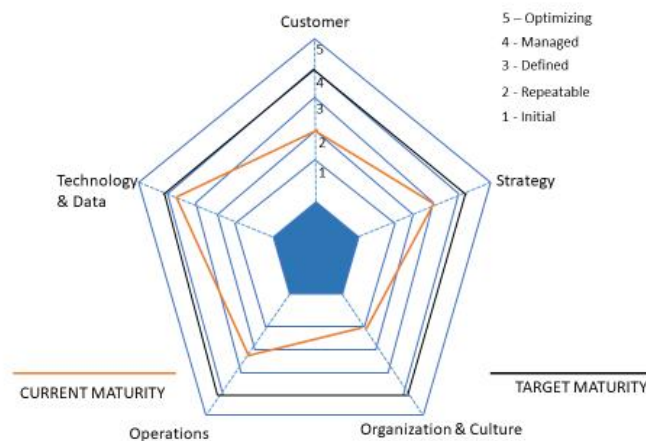 Customer
5 – Optimizing
4 - Managed
3 - Defined
2 - Repeatable
1 - Initial
5
4
3
2
1
Technology
& Data
Strategy
CURRENT MATURITY
TARGET MATURITY
Operations
Organization & Culture